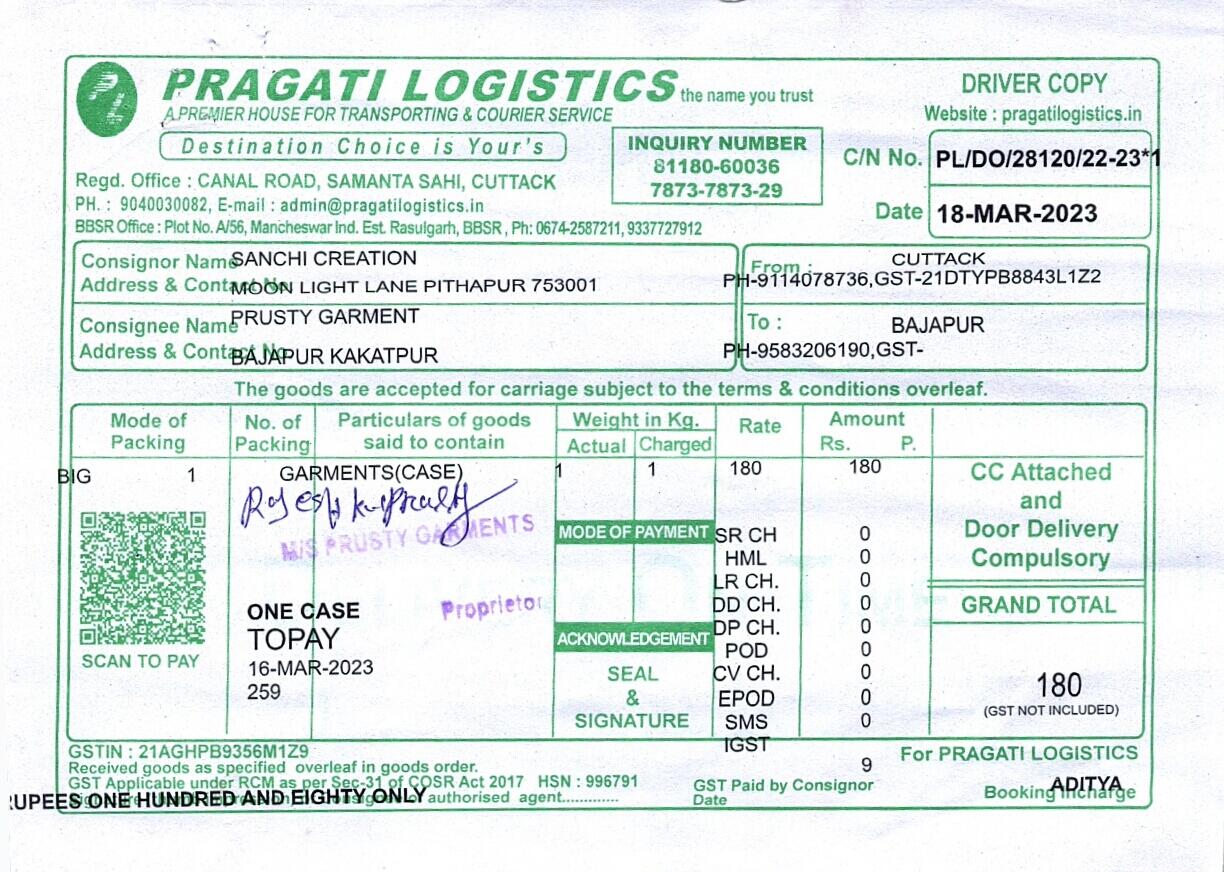 PRAGATI LOGISTICS the name you trust
A PREMIER HOUSE FOR TRANSPORTING & COURIER SERVICE
Destination Choice is Your's
Regd. Office : CANAL ROAD, SAMANTA SAHI, CUTTACK
PH. : 9040030082, E-mail : admin@pragatilogistics.in
BBSR Office : Plot No. A/56, Mancheswar Ind. Est. Rasulgarh, BBSR , Ph: 0674-2587211, 9337727912
INQUIRY NUMBER
81180-60036
7873-7873-29
DRIVER COPY
Website : pragatilogistics.in
C/N No. PL/DO/28120/22-23*1
Date 18-MAR-2023
Consignor Name SANCHI CREATION
Address & Contact No MOON LIGHT LANE PITHAPUR 753001
From : CUTTACK
PH-9114078736,GST-21DTYPB8843L1Z2
Consignee Name PRUSTY GARMENT
Address & Contact No BAJAPUR KAKATPUR
To : BAJAPUR
PH-9583206190,GST-
The goods are accepted for carriage subject to the terms & conditions overleaf.
Mode of Packing
No. of Packing
Particulars of goods said to contain
Weight in Kg.
Actual Charged
Rate
Amount
Rs. P.
BIG 1 GARMENTS(CASE) 1 1 180 180
M/S PRUSTY GARMENTS
Proprietor
SCAN TO PAY
ONE CASE
TOPAY
16-MAR-2023
259
MODE OF PAYMENT
ACKNOWLEDGEMENT
SEAL
&
SIGNATURE
SR CH 0
HML 0
LR CH. 0
DD CH. 0
DP CH. 0
POD 0
CV CH. 0
EPOD 0
SMS 0
IGST
9
CC Attached
and
Door Delivery
Compulsory
GRAND TOTAL
180
(GST NOT INCLUDED)
GSTIN : 21AGHPB9356M1Z9
Received goods as specified overleaf in goods order.
GST Applicable under RCM as per Sec-31 of COSR Act 2017 HSN : 996791
RUPEES ONE HUNDRED AND EIGHTY ONLY
authorised agent.............
GST Paid by Consignor
Date
For PRAGATI LOGISTICS
ADITYA
Booking Incharge